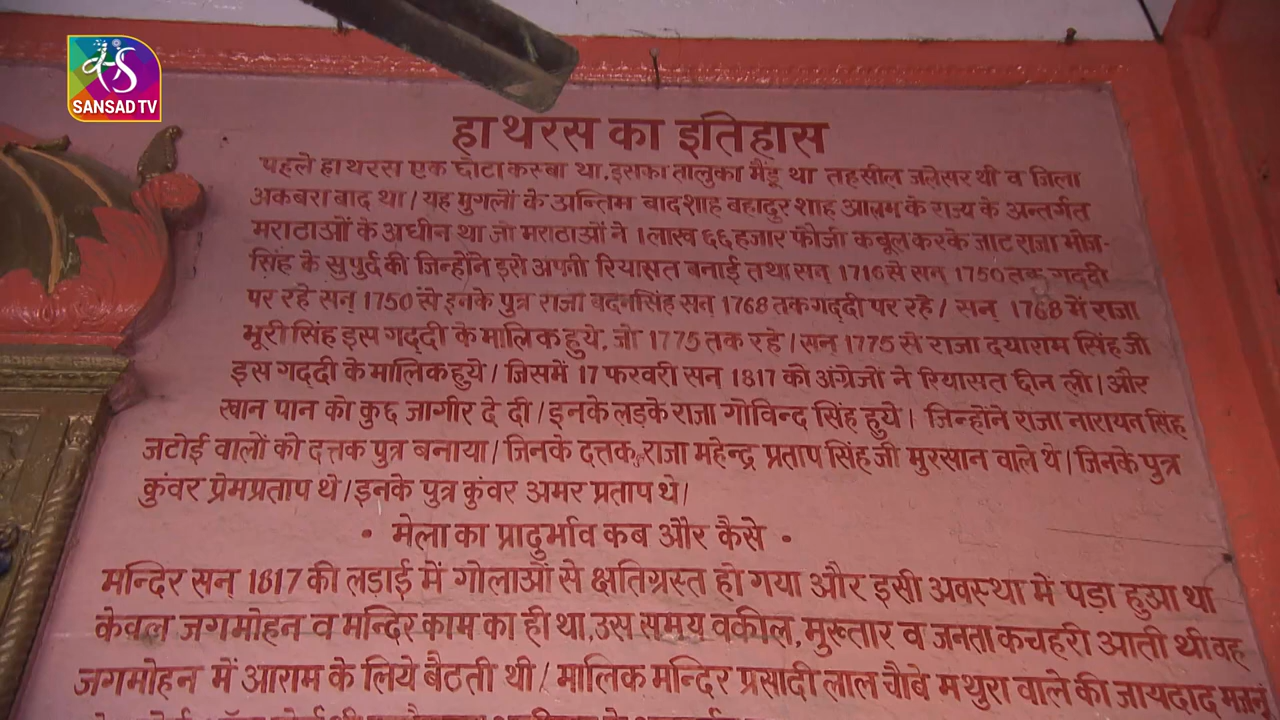 SANSAD TV
हाथरस का इतिहास
पहले हाथरस एक छोटा कस्बा था, इसका तालुका मैंडू था तहसील जलेसर थी व जिला
अकबरा बाद था / यह मुगलों के अन्तिम बादशाह बहादुर शाह आलम के राज्य के अन्तर्गत
मराठाओं के अधीन था जो मराठाओं ने 1 लाख ६६ हजार फौजी कबूल करके जाट राजा भोज-
सिंह के सुपुर्द की जिन्होंने इसे अपनी रियासत बनाई तथा सन् 1716 से सन् 1750 तक गद्दी
पर रहे सन् 1750 से इनके पुत्र राजा बदनसिंह सन् 1768 तक गद्दी पर रहे / सन् 1768 में राजा
भूरी सिंह इस गद्दी के मालिक हुये, जो 1775 तक रहे / सन् 1775 से राजा दयाराम सिंह जी
इस गद्दी के मालिक हुये / जिसमें 17 फरवरी सन् 1817 को अंग्रेजों ने रियासत छीन ली / और
खान पान को कुछ जागीर दे दी / इनके लड़के राजा गोविन्द सिंह हुये / जिन्होंने राजा नारायन सिंह
जटोई वालों को दत्तक पुत्र बनाया / जिनके दत्तक राजा महेन्द्र प्रताप सिंह जी मुरसान वाले थे / जिनके पुत्र
कुंवर प्रेमप्रताप थे / इनके पुत्र कुंवर अमर प्रताप थे /
• मेला का प्रादुर्भाव कब और कैसे •
मन्दिर सन् 1817 की लड़ाई में गोलाओं से क्षतिग्रस्त हो गया और इसी अवस्था में पड़ा हुआ था
केवल जगमोहन व मन्दिर काम का ही था, उस समय वकील, मुख्तार व जनता कचहरी आती थी वह
जगमोहन में आराम के लिये बैठती थी / मालिक मन्दिर प्रसादी लाल चौबे मथुरा वाले की जायदाद